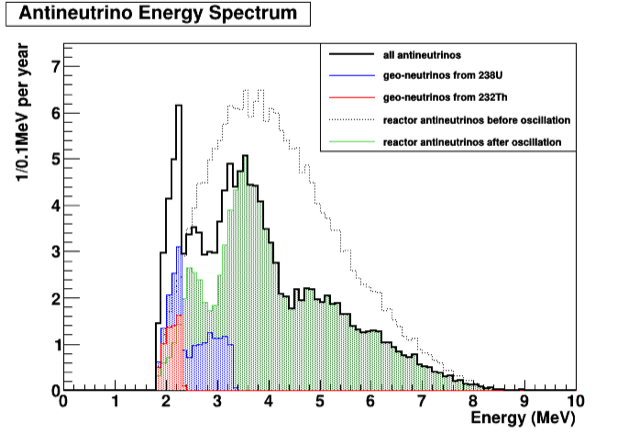 Antineutrino Energy Spectrum
1/0.1MeV per year
all antineutrinos
geo-neutrinos from 238U
geo-neutrinos from 232Th
reactor antineutrinos before oscillation
reactor antineutrinos after oscillation
7
6
5
4
3
2
1
0
0 1 2 3 4 5 6 7 8 9 10
Energy (MeV)